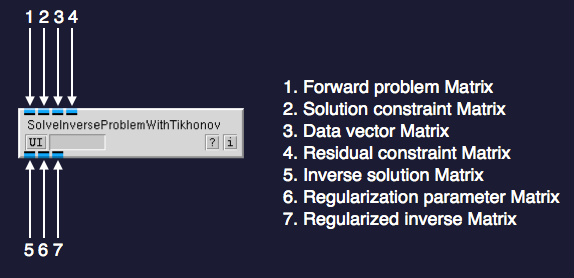 1 2 3 4
SolveInverseProblemWithTikhonov
UI ? i
5 6 7
1. Forward problem Matrix
2. Solution constraint Matrix
3. Data vector Matrix
4. Residual constraint Matrix
5. Inverse solution Matrix
6. Regularization parameter Matrix
7. Regularized inverse Matrix